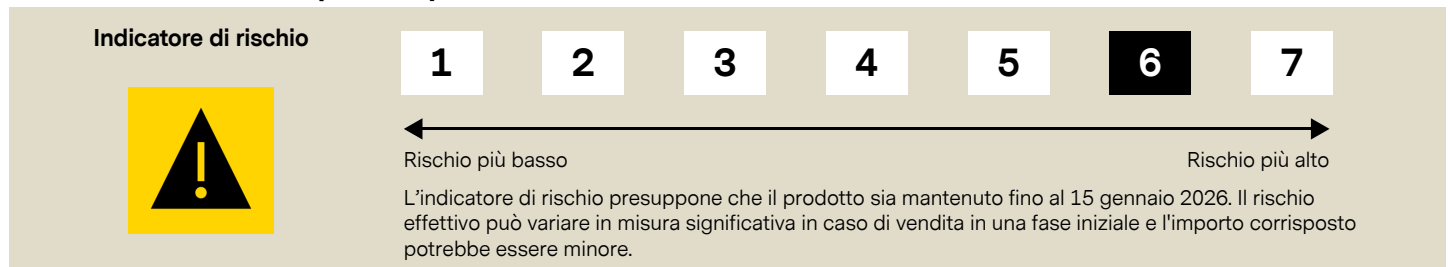 Indicatore di rischio
1 2 3 4 5 6 7
Rischio più basso Rischio più alto
L’indicatore di rischio presuppone che il prodotto sia mantenuto fino al 15 gennaio 2026. Il rischio
effettivo può variare in misura significativa in caso di vendita in una fase iniziale e l'importo corrisposto
potrebbe essere minore.